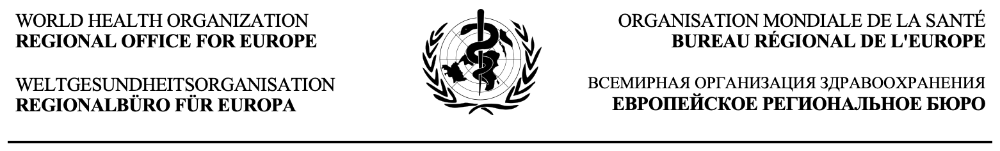 WORLD HEALTH ORGANIZATION
REGIONAL OFFICE FOR EUROPE
WELTGESUNDHEITSORGANISATION
REGIONALBÜRO FÜR EUROPA
ORGANISATION MONDIALE DE LA SANTÉ
BUREAU RÉGIONAL DE L'EUROPE
ВСЕМИРНАЯ ОРГАНИЗАЦИЯ ЗДРАВООХРАНЕНИЯ
ЕВРОПЕЙСКОЕ РЕГИОНАЛЬНОЕ БЮРО